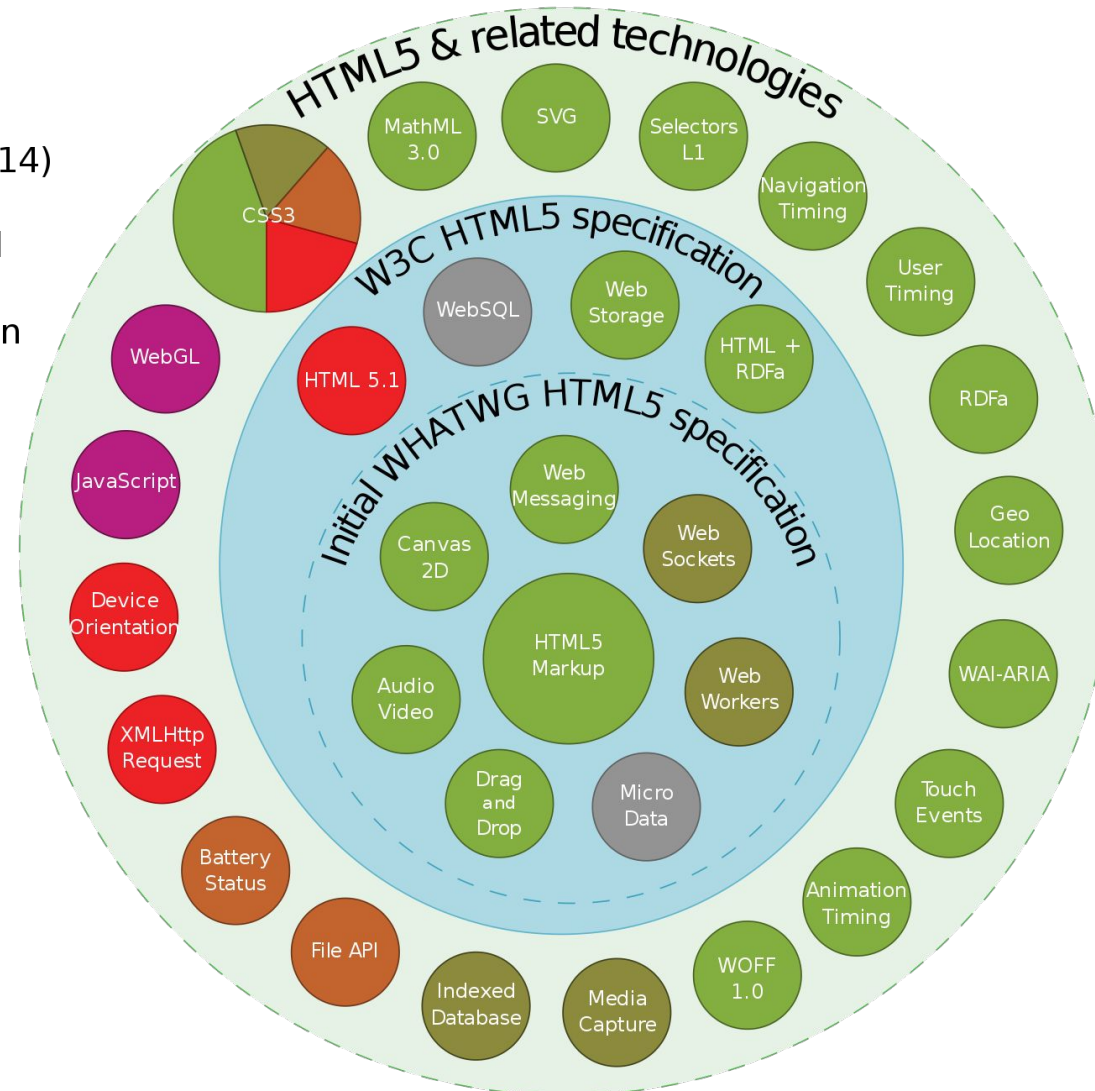 HTML5 & related technologies
14)
n
CSS3
MathML
3.0
SVG
Selectors
L1
Navigation
Timing
User
Timing
RDFa
Geo
Location
WAI-ARIA
Touch
Events
Animation
Timing
WOFF
1.0
Media
Capture
Indexed
Database
File API
Battery
Status
XMLHttp
Request
Device
Orientation
JavaScript
WebGL
W3C HTML5 specification
HTML 5.1
WebSQL
Web
Storage
HTML +
RDFa
Initial WHATWG HTML5 specification
Web
Messaging
Canvas
2D
Web
Sockets
HTML5
Markup
Audio
Video
Web
Workers
Drag
and
Drop
Micro
Data